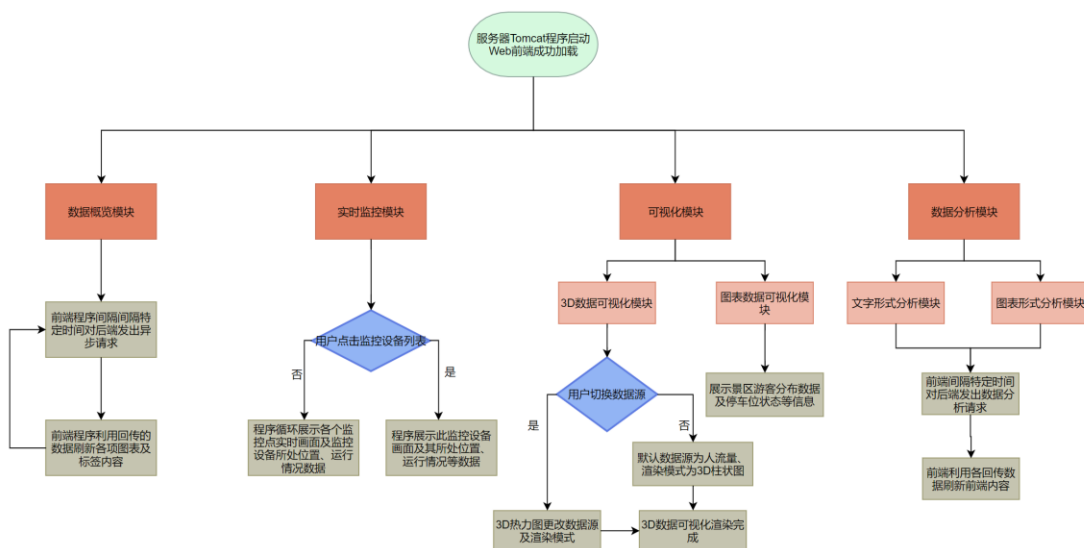 服务器Tomcat程序启动
Web前端成功加载
数据概览模块
实时监控模块
可视化模块
数据分析模块
前端程序间隔间隔特
定时间对后端发出异
步请求
3D数据可视化模块
图表数据可视化模
块
文字形式分析模块
图表形式分析模块
用户点击监控设备列表
否
是
用户切换数据源
展示景区游客分布数据
及停车位状态等信息
前端间隔特定时间
对后端发出数据分
析请求
前端程序利用回传的
数据刷新各项图表及
标签内容
程序循环展示各个监
控点实时画面及监控
设备所处位置、运行
情况数据
程序展示此监控设备
画面及其所处位置、
运行情况等数据
是
否
默认数据源为人流量、
渲染模式为3D柱状图
前端利用各回传数
据刷新前端内容
3D热力图更改数据源
及渲染模式
3D数据可视化渲染完
成